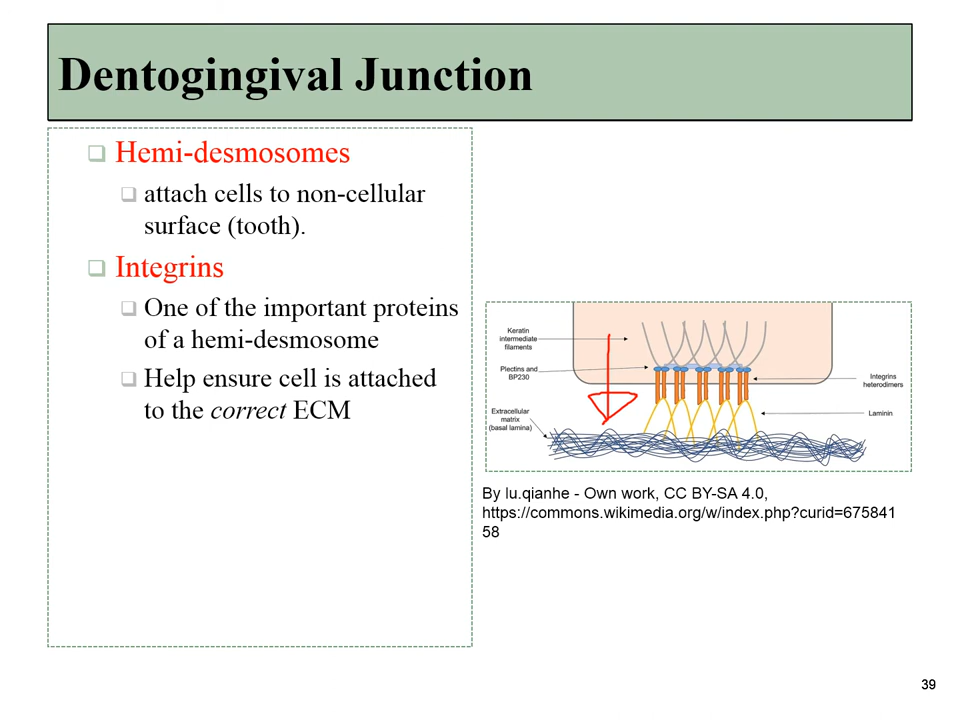 Dentogingival Junction
Hemi-desmosomes
attach cells to non-cellular
surface (tooth).
Integrins
One of the important proteins
of a hemi-desmosome
Help ensure cell is attached
to the correct ECM
Keratin
intermediate
filaments
Plectins and
BP230
Extracellular
matrix
(basal lamina)
Integrins
heterodimers
Laminin
By lu.qianhe - Own work, CC BY-SA 4.0,
https://commons.wikimedia.org/w/index.php?curid=675841
58
39